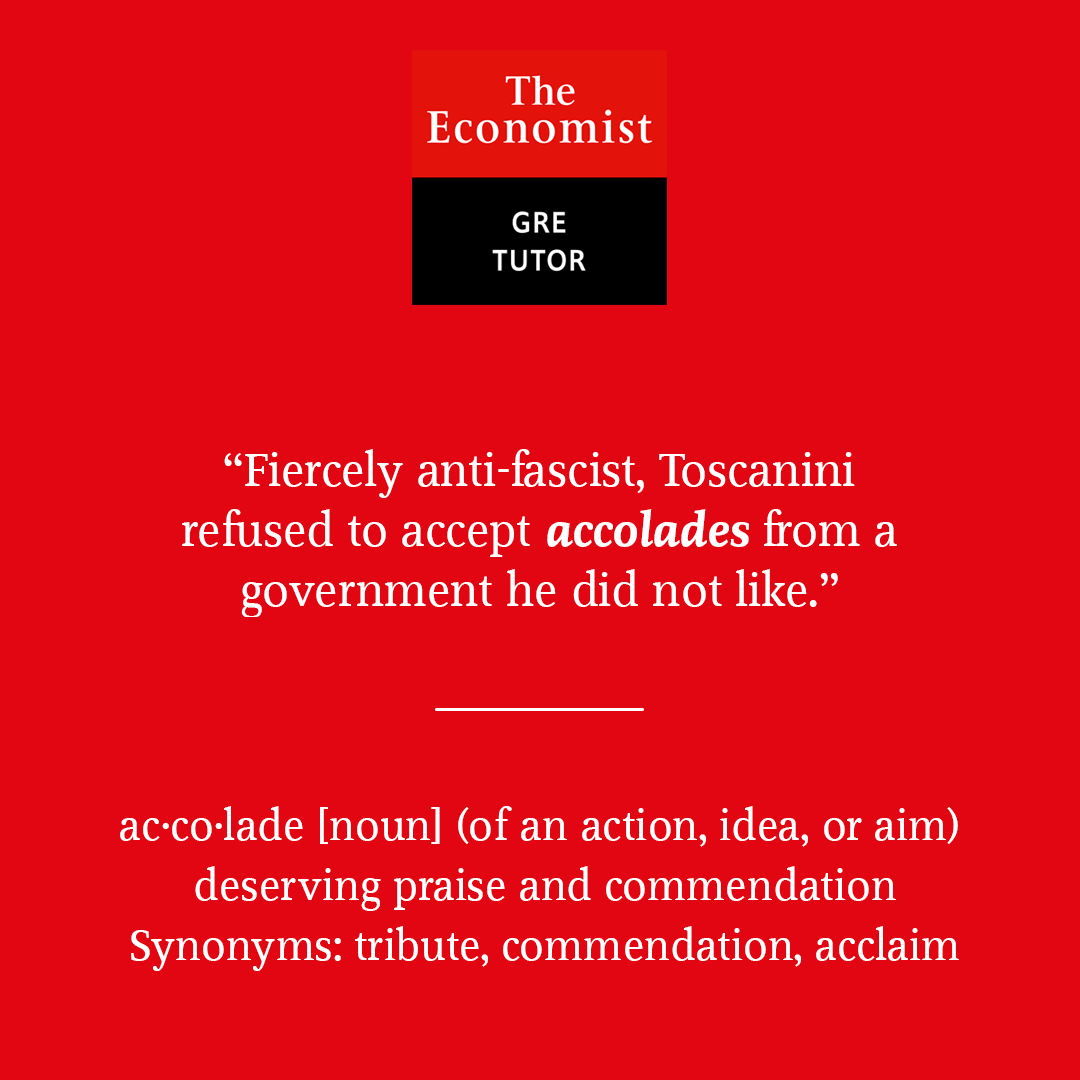 The
Economist
GRE
TUTOR
“Fiercely anti-fascist, Toscanini
refused to accept accolades from a
government he did not like.”
ac·co·lade [noun] (of an action, idea, or aim)
deserving praise and commendation
Synonyms: tribute, commendation, acclaim